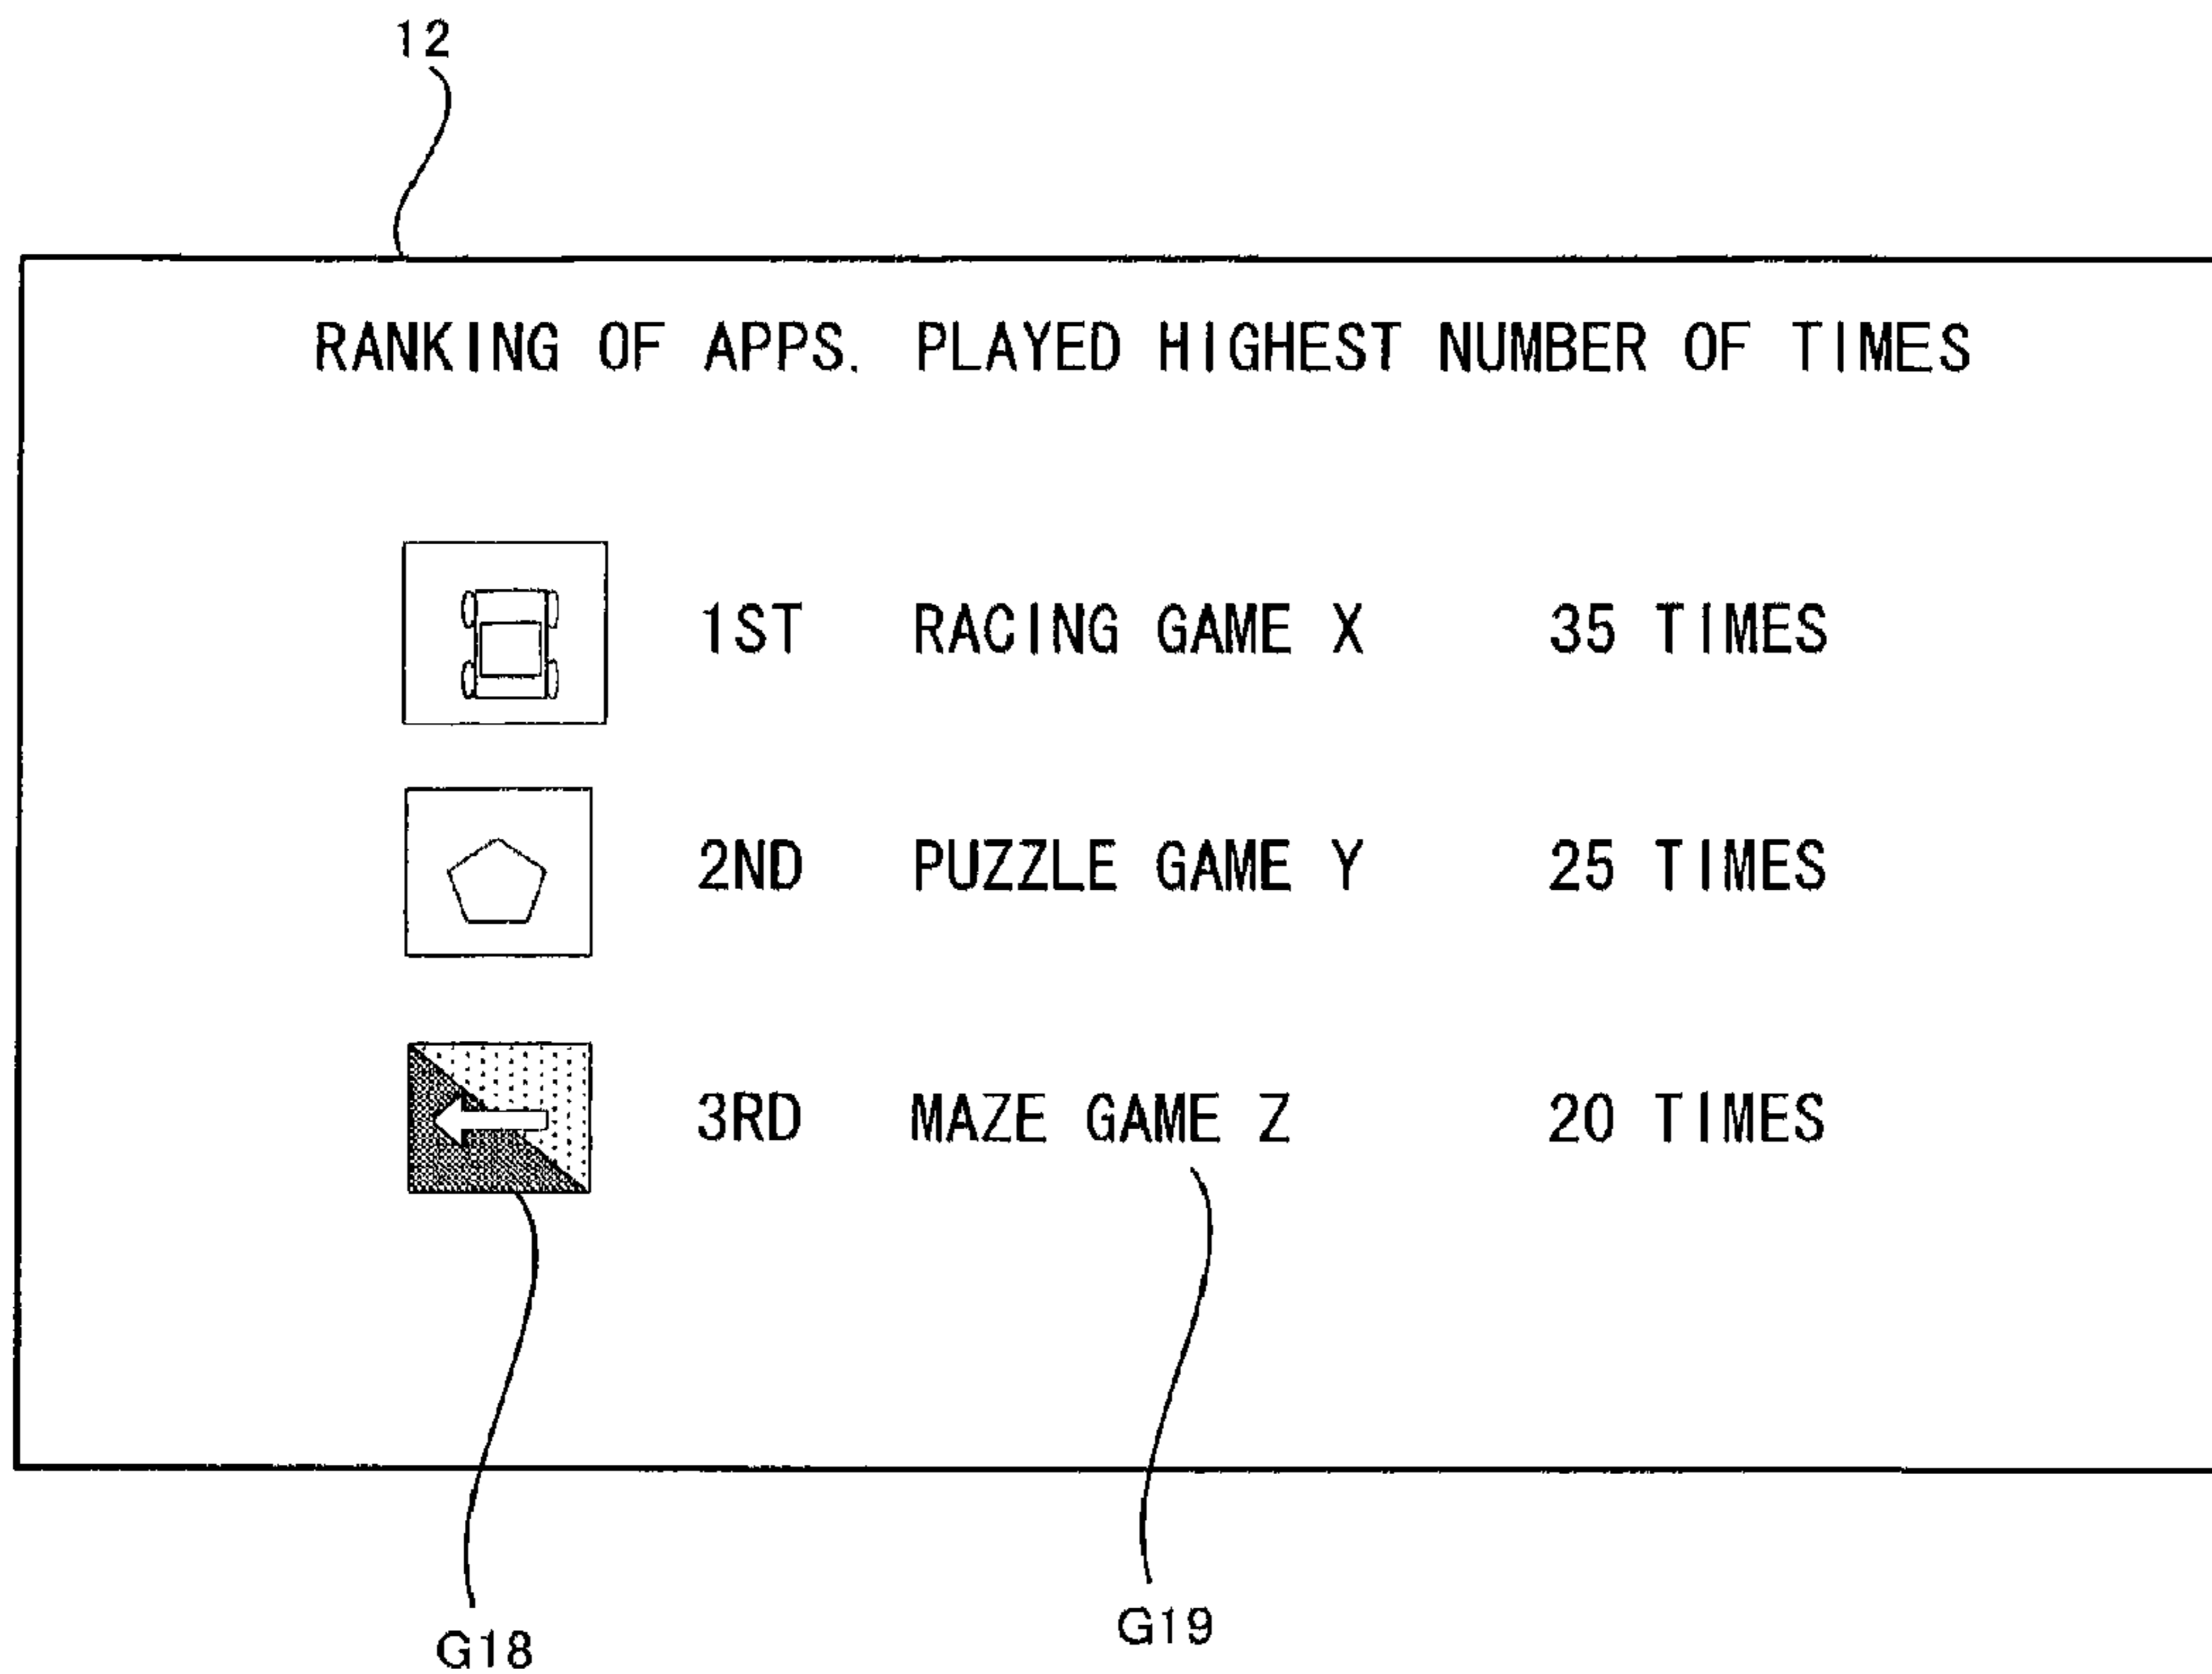 12
RANKING OF APPS. PLAYED HIGHEST NUMBER OF TIMES
1ST RACING GAME X 35 TIMES
2ND PUZZLE GAME Y 25 TIMES
3RD MAZE GAME Z 20 TIMES
G18 G19